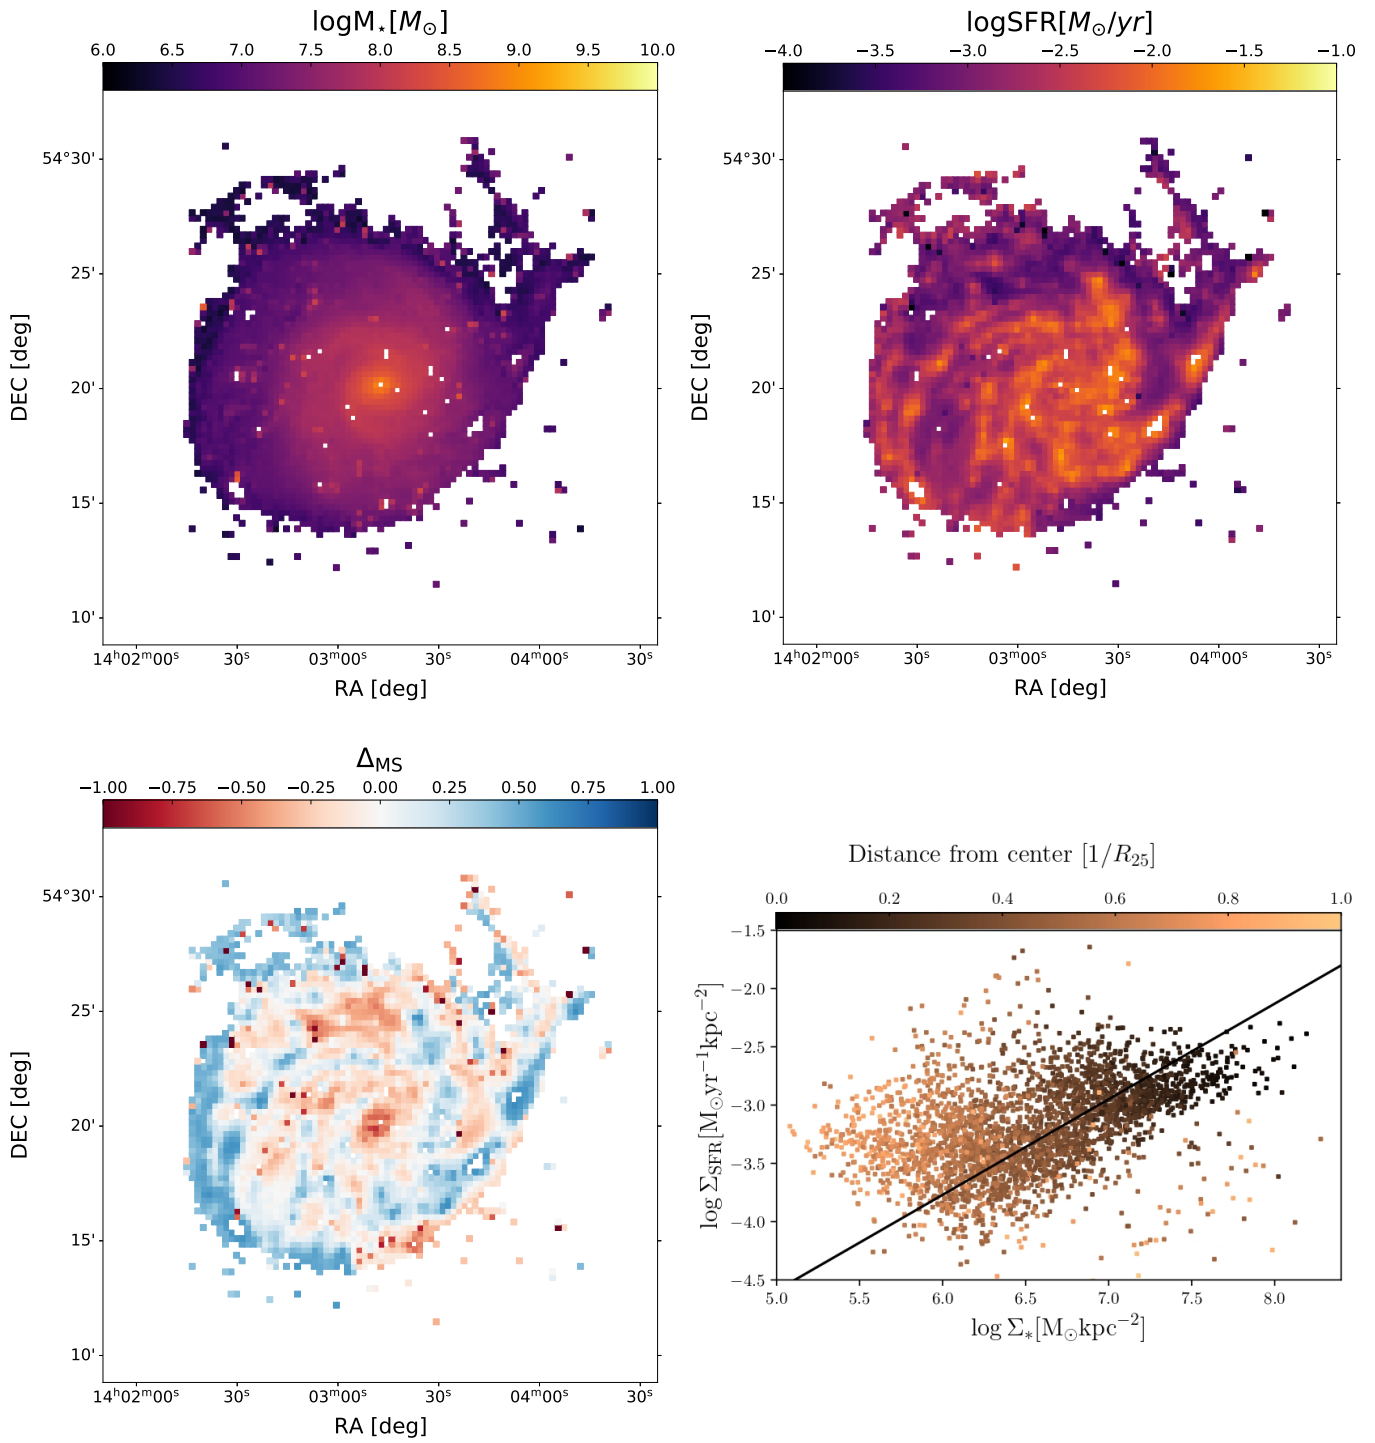 logM⋆[M⊙]
6.0 6.5 7.0 7.5 8.0 8.5 9.0 9.5 10.0
54°30'
25'
20'
15'
10'
DEC [deg]
14ʰ02ᵐ00ˢ 30ˢ 03ᵐ00ˢ 30ˢ 04ᵐ00ˢ 30ˢ
RA [deg]
logSFR[M⊙/yr]
−4.0 −3.5 −3.0 −2.5 −2.0 −1.5 −1.0
54°30'
25'
20'
15'
10'
DEC [deg]
14ʰ02ᵐ00ˢ 30ˢ 03ᵐ00ˢ 30ˢ 04ᵐ00ˢ 30ˢ
RA [deg]
Δ_MS
−1.00 −0.75 −0.50 −0.25 0.00 0.25 0.50 0.75 1.00
54°30'
25'
20'
15'
10'
DEC [deg]
14ʰ02ᵐ00ˢ 30ˢ 03ᵐ00ˢ 30ˢ 04ᵐ00ˢ 30ˢ
RA [deg]
Distance from center [1/R₂₅]
0.0 0.2 0.4 0.6 0.8 1.0
−1.5
−2.0
−2.5
−3.0
−3.5
−4.0
−4.5
log Σ_SFR[M⊙yr⁻¹kpc⁻²]
5.0 5.5 6.0 6.5 7.0 7.5 8.0
log Σ∗[M⊙kpc⁻²]